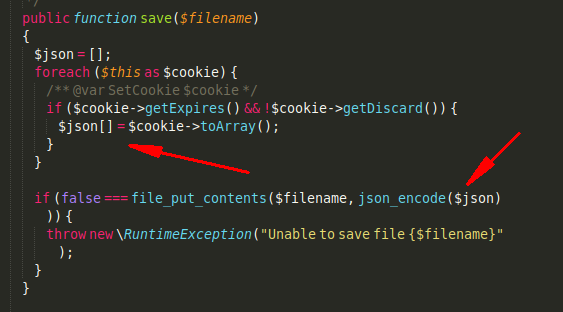 */
public function save($filename)
{
$json = [];
foreach ($this as $cookie) {
/** @var SetCookie $cookie */
if ($cookie->getExpires() && !$cookie->getDiscard()) {
$json[] = $cookie->toArray();
}
}
if (false === file_put_contents($filename, json_encode($json)
)) {
throw new \RuntimeException("Unable to save file {$filename}"
);
}
}